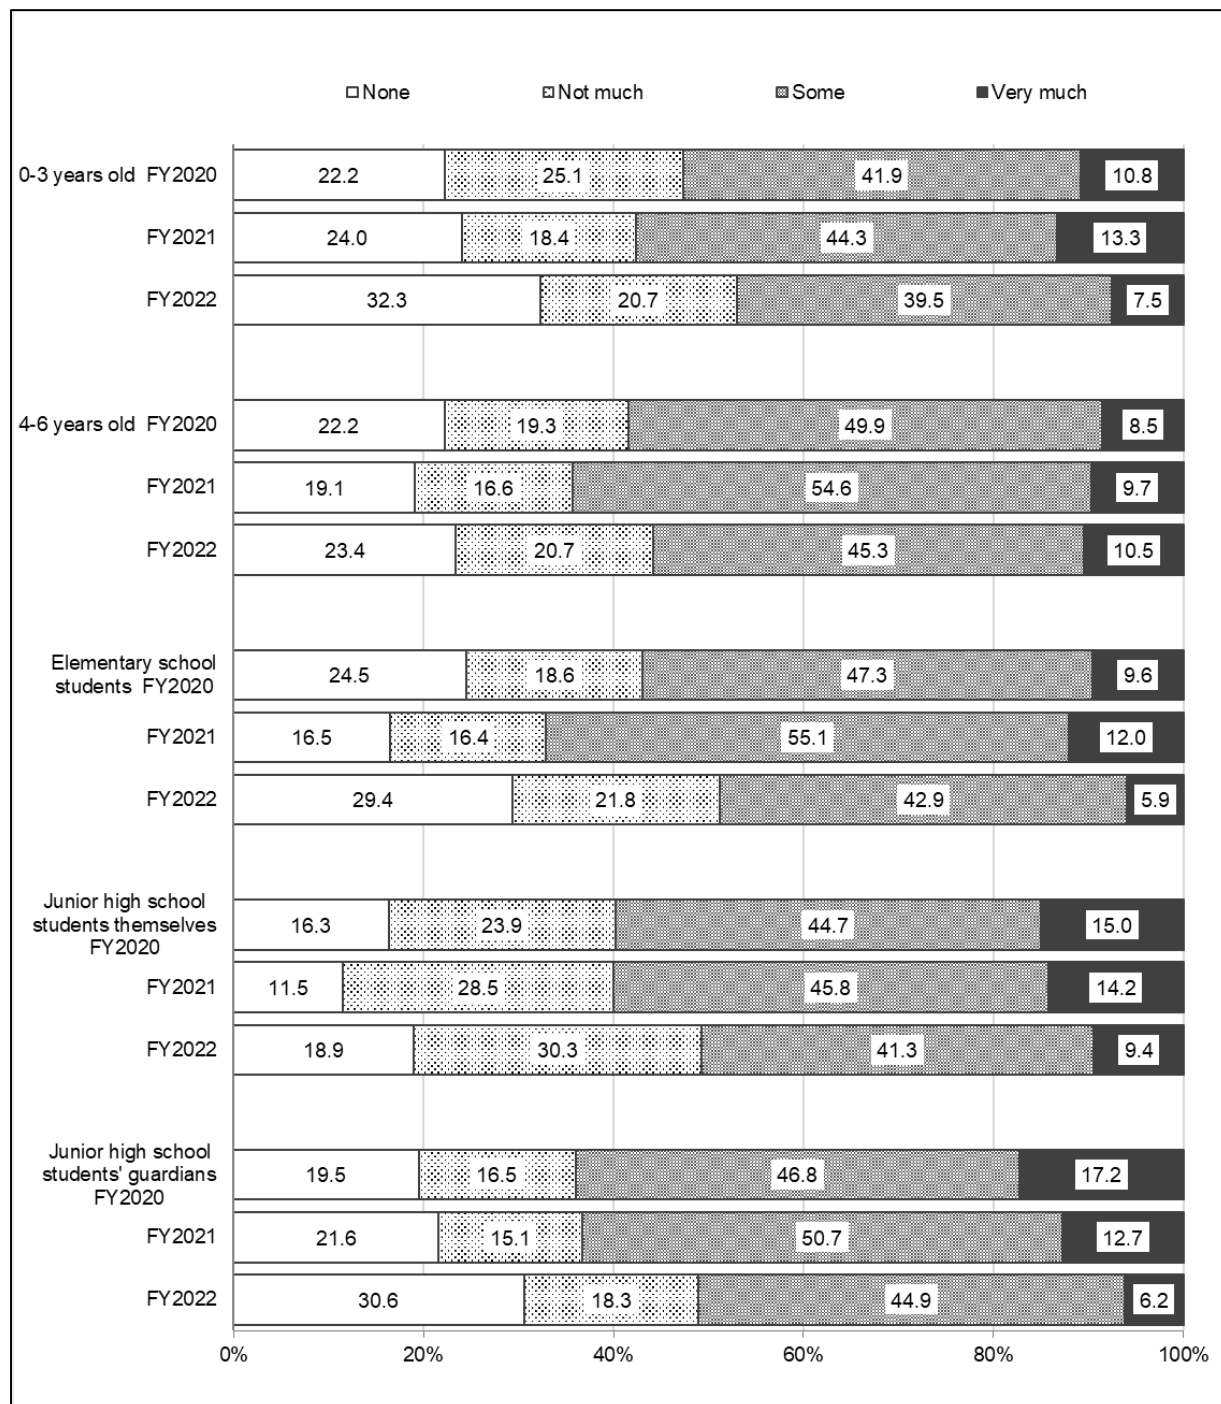 None Not much Some Very much
0-3 years old FY2020 22.2 25.1 41.9 10.8
FY2021 24.0 18.4 44.3 13.3
FY2022 32.3 20.7 39.5 7.5
4-6 years old FY2020 22.2 19.3 49.9 8.5
FY2021 19.1 16.6 54.6 9.7
FY2022 23.4 20.7 45.3 10.5
Elementary school
students FY2020 24.5 18.6 47.3 9.6
FY2021 16.5 16.4 55.1 12.0
FY2022 29.4 21.8 42.9 5.9
Junior high school
students themselves 16.3 23.9 44.7 15.0
FY2020
FY2021 11.5 28.5 45.8 14.2
FY2022 18.9 30.3 41.3 9.4
Junior high school
students' guardians 19.5 16.5 46.8 17.2
FY2020
FY2021 21.6 15.1 50.7 12.7
FY2022 30.6 18.3 44.9 6.2
0% 20% 40% 60% 80% 100%